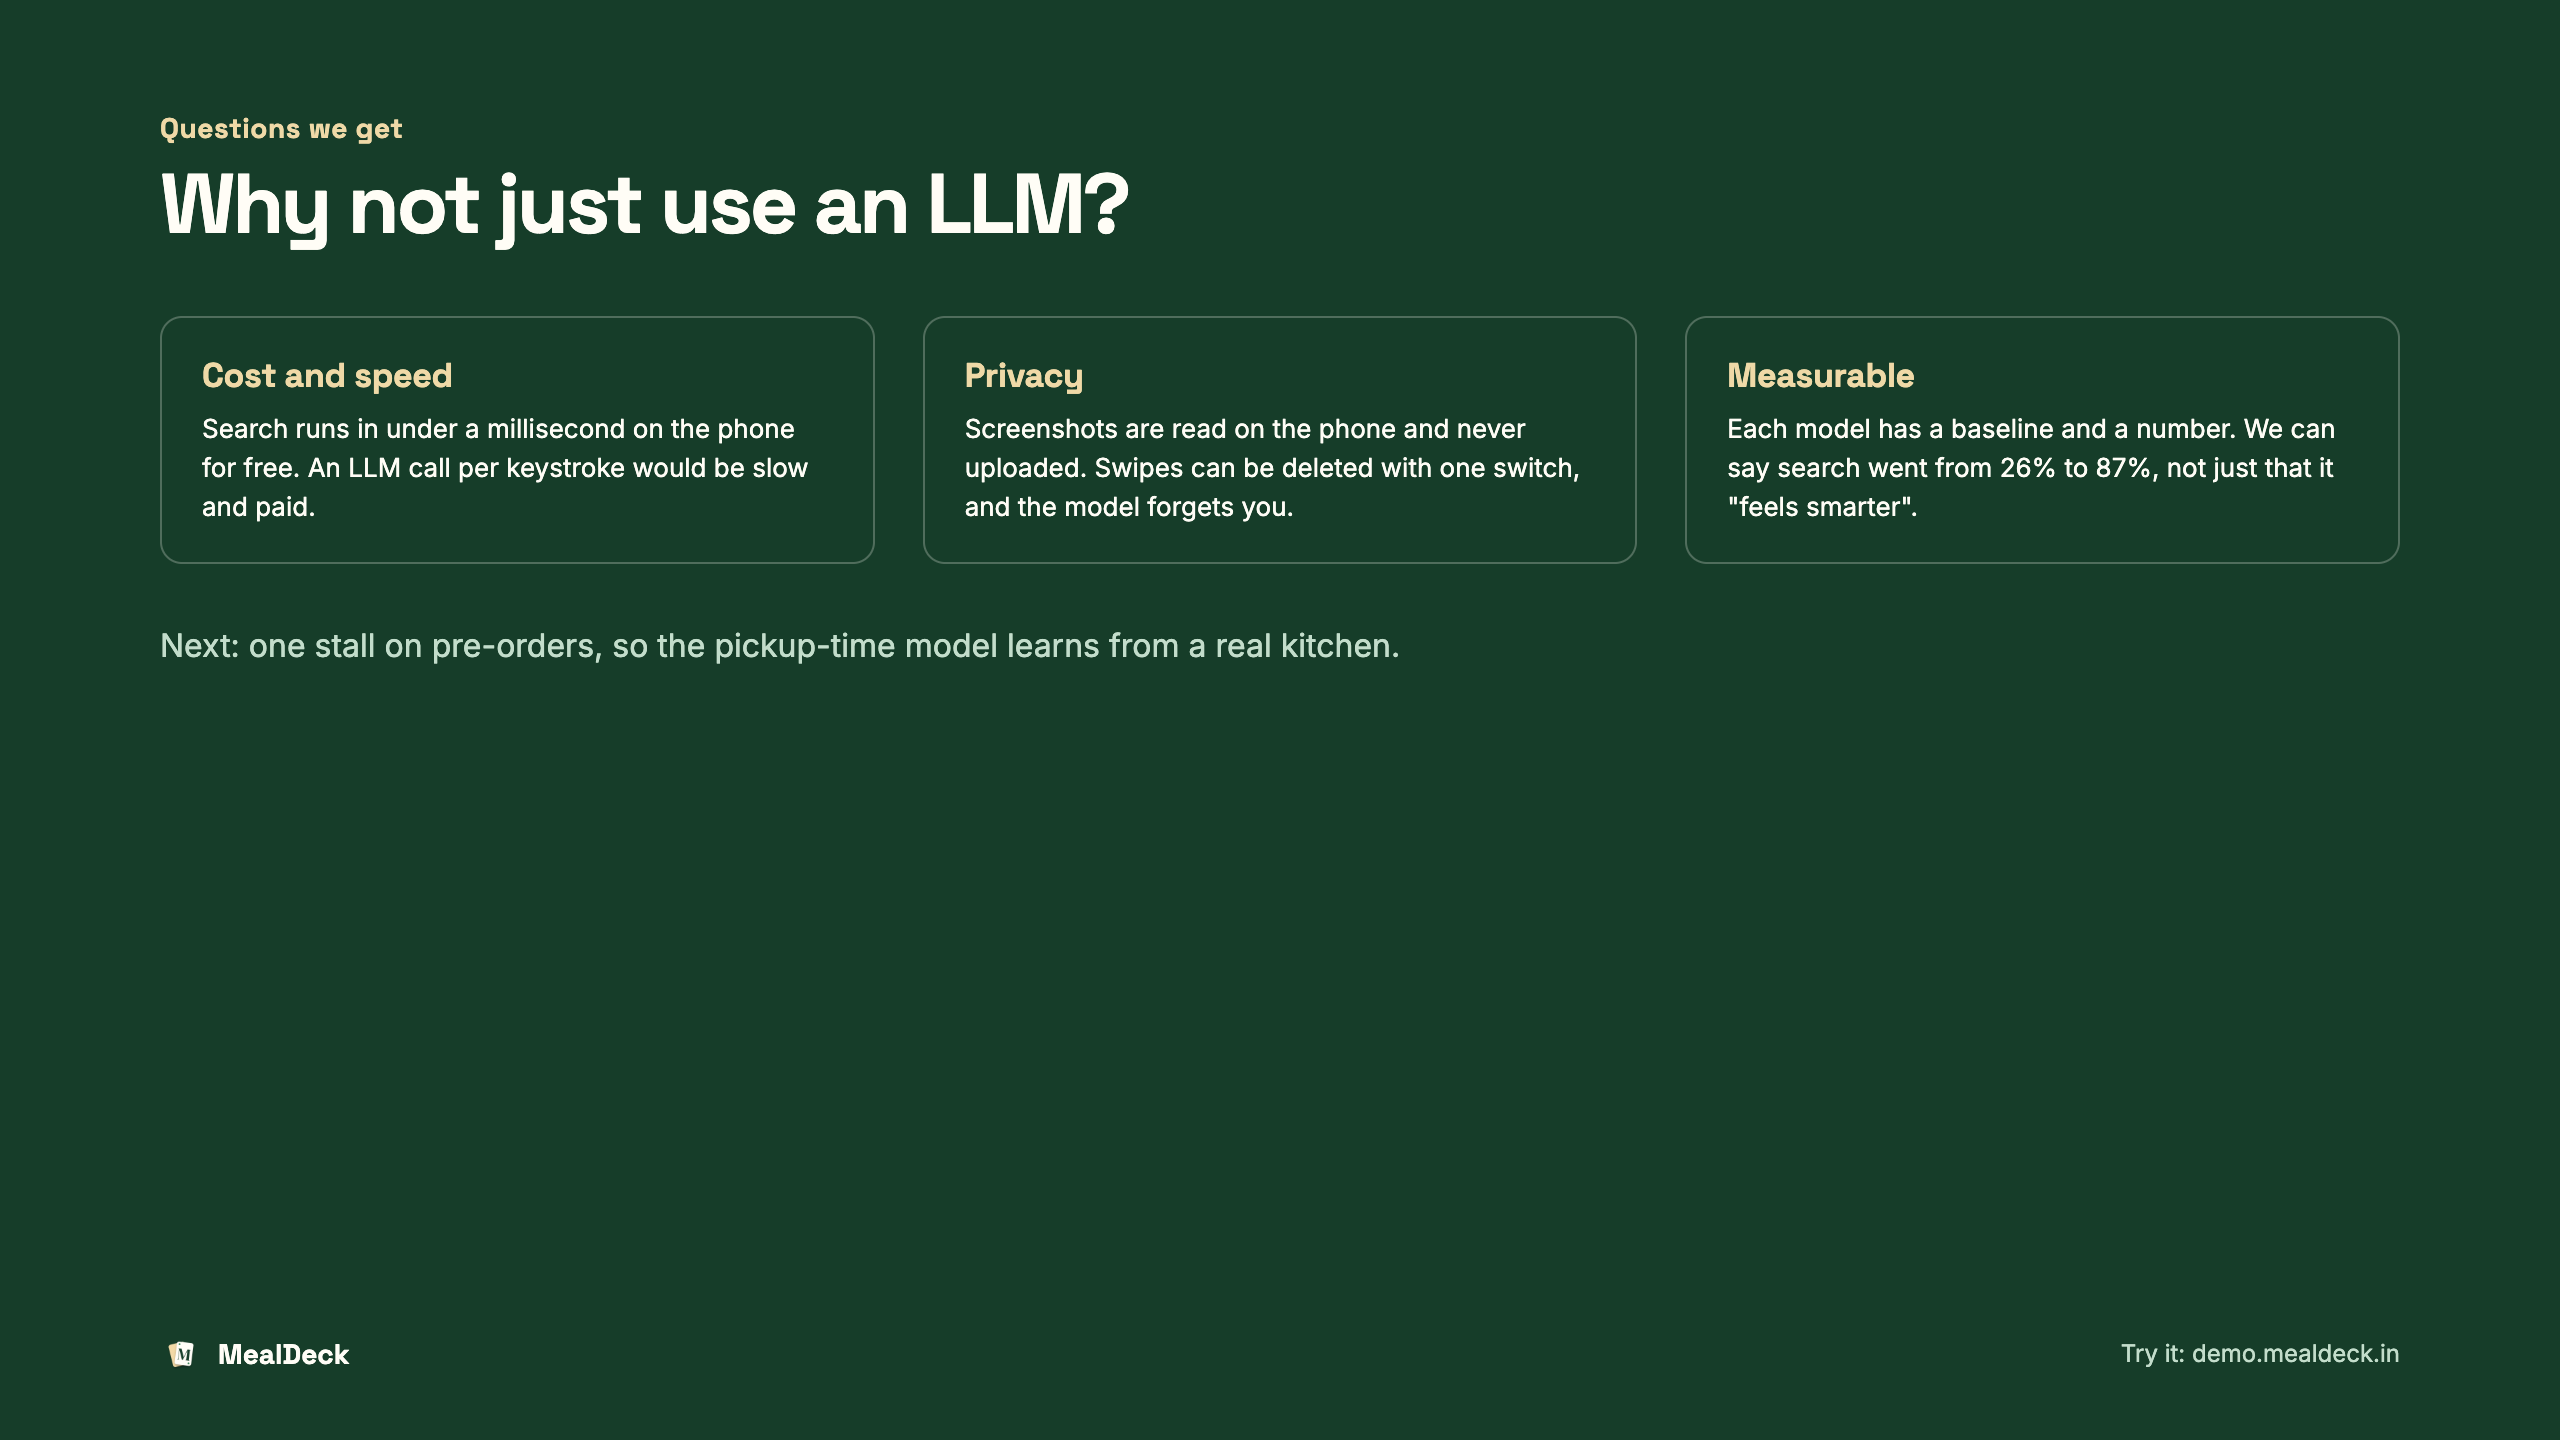 Questions we get
Why not just use an LLM?
Cost and speed
Search runs in under a millisecond on the phone
for free. An LLM call per keystroke would be slow
and paid.
Privacy
Screenshots are read on the phone and never
uploaded. Swipes can be deleted with one switch,
and the model forgets you.
Measurable
Each model has a baseline and a number. We can
say search went from 26% to 87%, not just that it
"feels smarter".
Next: one stall on pre-orders, so the pickup-time model learns from a real kitchen.
M MealDeck
Try it: demo.mealdeck.in